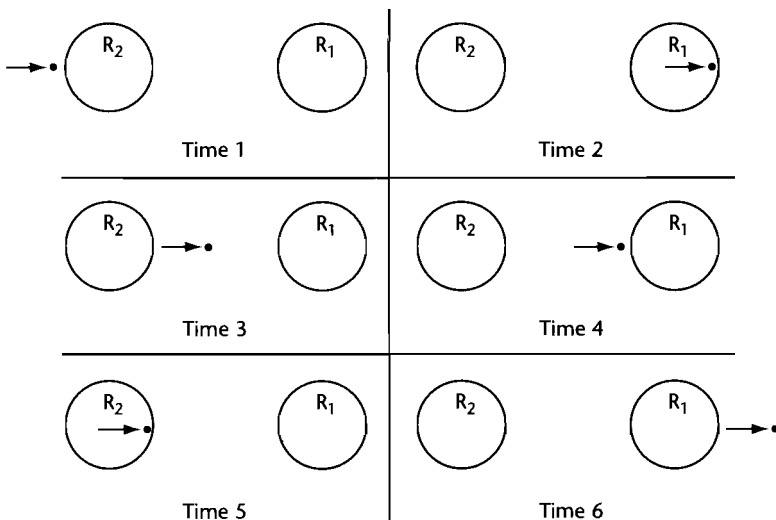 R₂ R₁ R₂ R₁
Time 1 Time 2
R₂ R₁ R₂ R₁
Time 3 Time 4
R₂ R₁ R₂ R₁
Time 5 Time 6